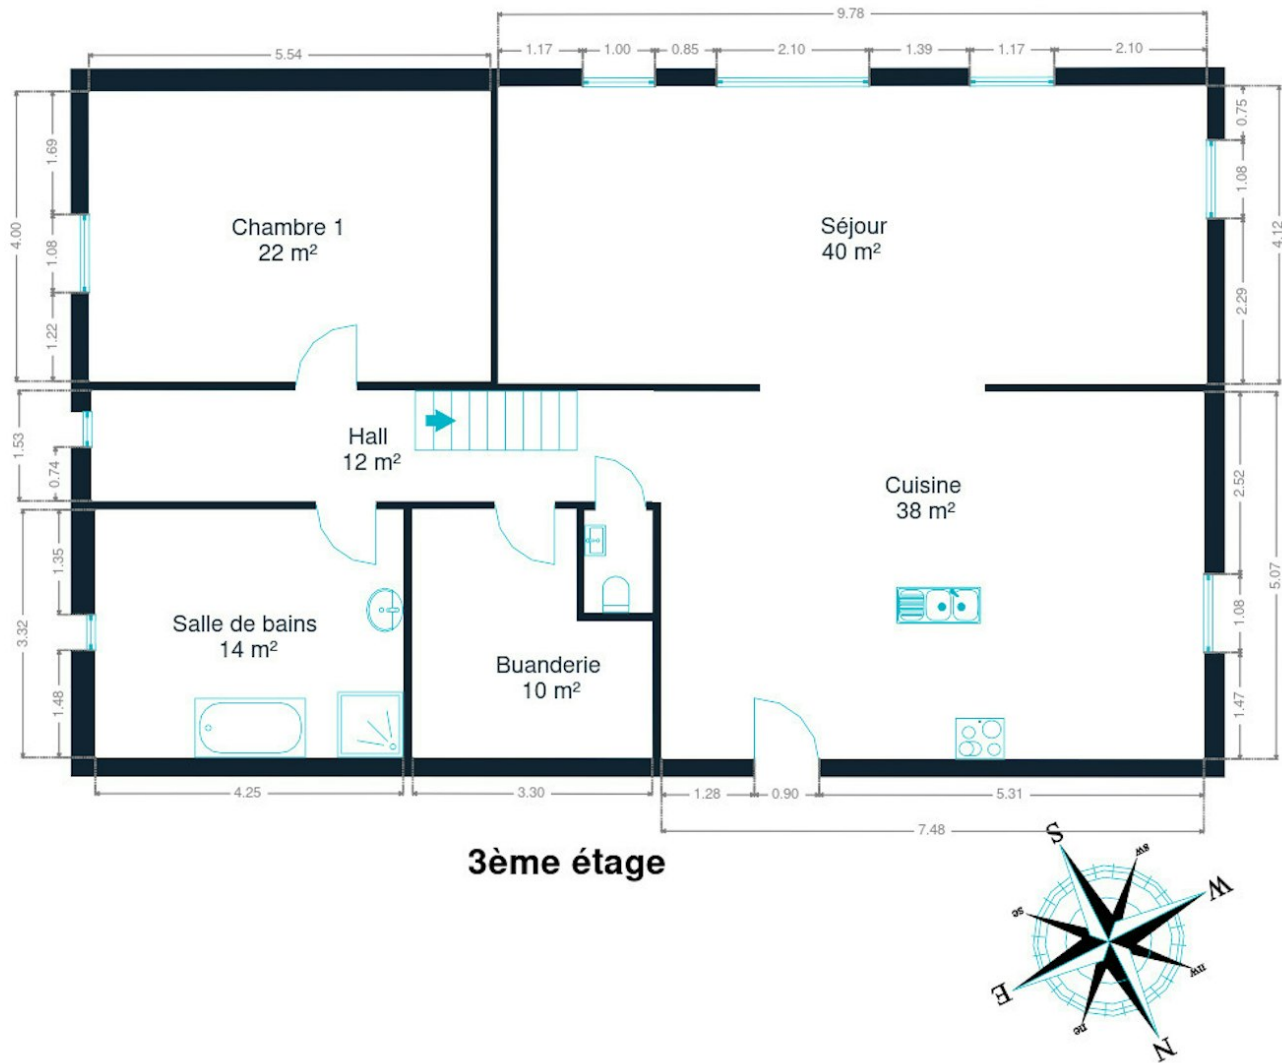 9.78
5.54
1.17
1.00
0.85
2.10
1.39
1.17
2.10
0.75
1.69
1.08
4.00
Chambre 1
22 m²
Séjour
40 m²
4.12
1.08
2.29
1.22
1.53
Hall
12 m²
0.74
2.52
Cuisine
38 m²
1.35
5.07
1.08
3.32
Salle de bains
14 m²
Buanderie
10 m²
1.48
1.47
4.25
3.30
1.28
0.90
5.31
7.48
3ème étage
S
sw
W
se
nw
E
ne
N